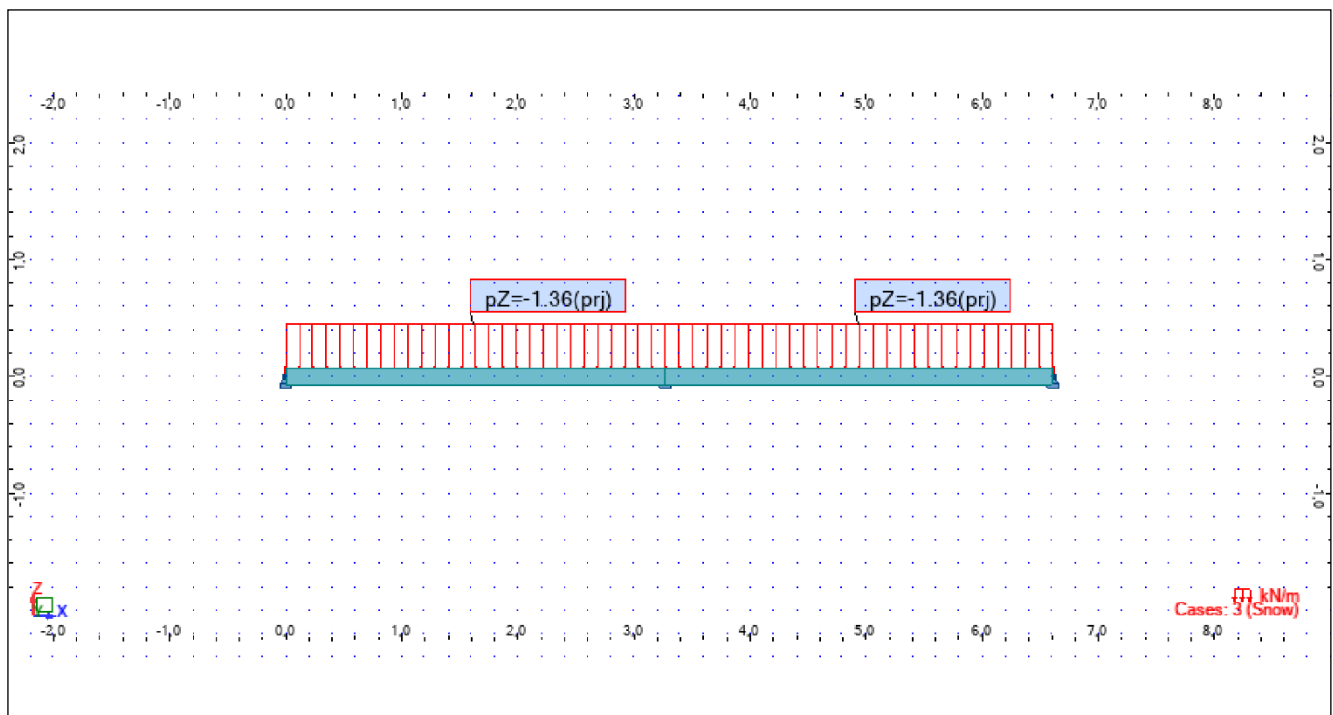 -2,0 -1,0 0,0 1,0 2,0 3,0 4,0 5,0 6,0 7,0 8,0
2,0 2,0
1,0 1,0
pZ=-1.36(prj) pZ=-1.36(prj)
0,0 0,0
-1,0 -1,0
Z
Y X
kN/m
Cases: 3 (Snow)
-2,0 -1,0 0,0 1,0 2,0 3,0 4,0 5,0 6,0 7,0 8,0